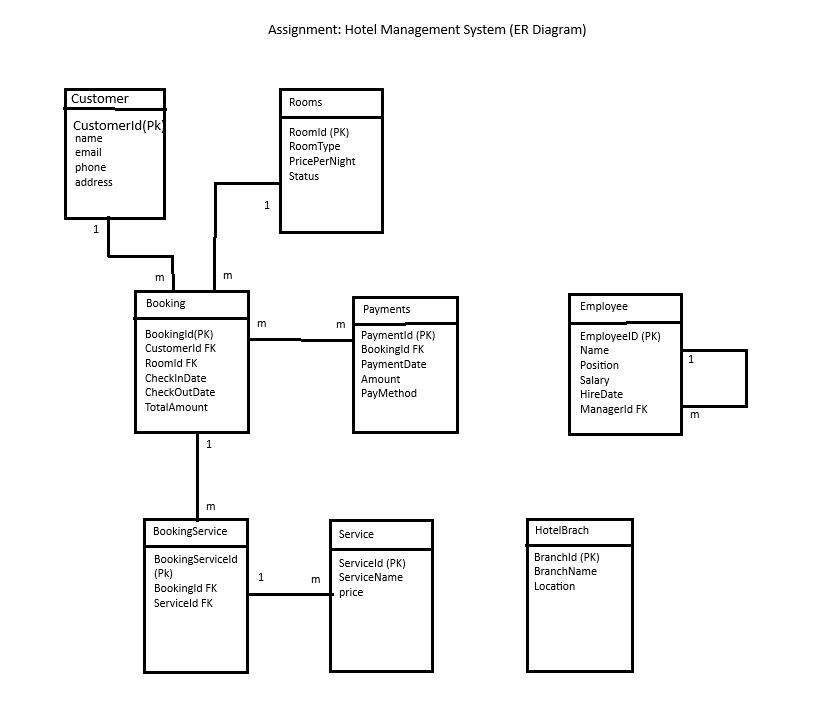 Assignment: Hotel Management System (ER Diagram)
Customer
CustomerId(Pk)
name
email
phone
address
Rooms
RoomId (PK)
RoomType
PricePerNight
Status
1
1
m
m
Booking
BookingId(PK)
CustomerId FK
RoomId FK
CheckInDate
CheckOutDate
TotalAmount
m
m
Payments
PaymentId (PK)
BookingId FK
PaymentDate
Amount
PayMethod
Employee
EmployeeID (PK)
Name
Position
Salary
HireDate
ManagerId FK
1
m
1
m
BookingService
BookingServiceId
(Pk)
BookingId FK
ServiceId FK
1
m
Service
ServiceId (PK)
ServiceName
price
HotelBrach
BranchId (PK)
BranchName
Location